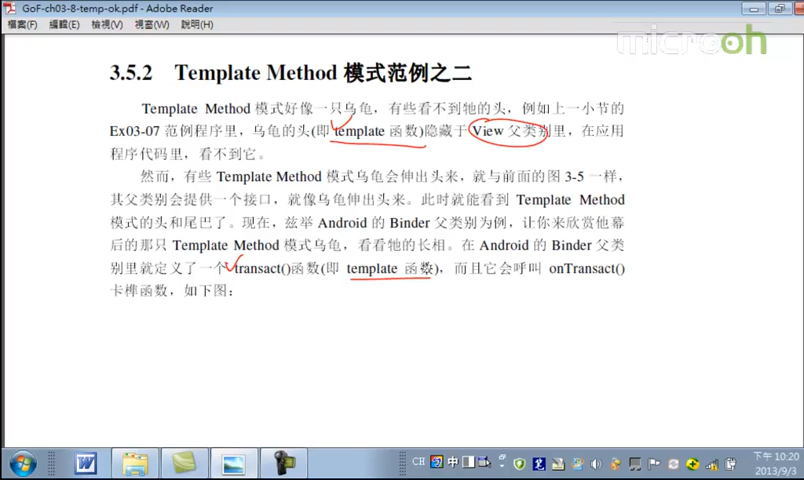 GoF-ch03-8-temp-ok.pdf - Adobe Reader
檔案(F) 編輯(E) 檢視(V) 視窗(W) 說明(H)
microoh
3.5.2 Template Method 模式范例之二
Template Method 模式好像一只乌龟，有些看不到牠的头，例如上一小节的
Ex03-07 范例程序里，乌龟的头(即 template 函数)隐藏于 View 父类别里，在应用
程序代码里，看不到它。
然而，有些 Template Method 模式乌龟会伸出头来，就与前面的图 3-5 一样，
其父类别会提供一个接口，就像乌龟伸出头来。此时就能看到 Template Method
模式的头和尾巴了。现在，兹举 Android 的 Binder 父类别为例，让你来欣赏他幕
后的那只 Template Method 模式乌龟，看看牠的长相。在 Android 的 Binder 父类
别里就定义了一个 transact()函数(即 template 函数)，而且它会呼叫 onTransact()
卡榫函数，如下图：
CH 中
下午 10:20
2013/9/3